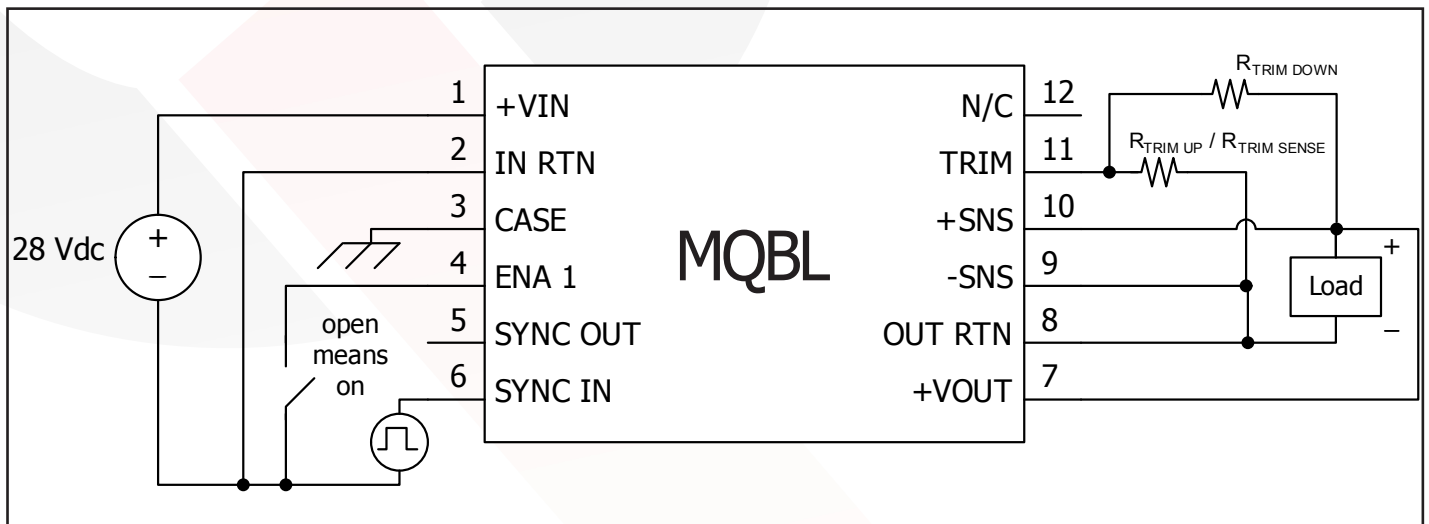 28 Vdc
+
−
open
means
on
1
+VIN
2
IN RTN
3
CASE
4
ENA 1
5
SYNC OUT
6
SYNC IN
MQBL
12
N/C
11
TRIM
10
+SNS
9
-SNS
8
OUT RTN
7
+VOUT
RTRIM DOWN
RTRIM UP / RTRIM SENSE
+
Load
−